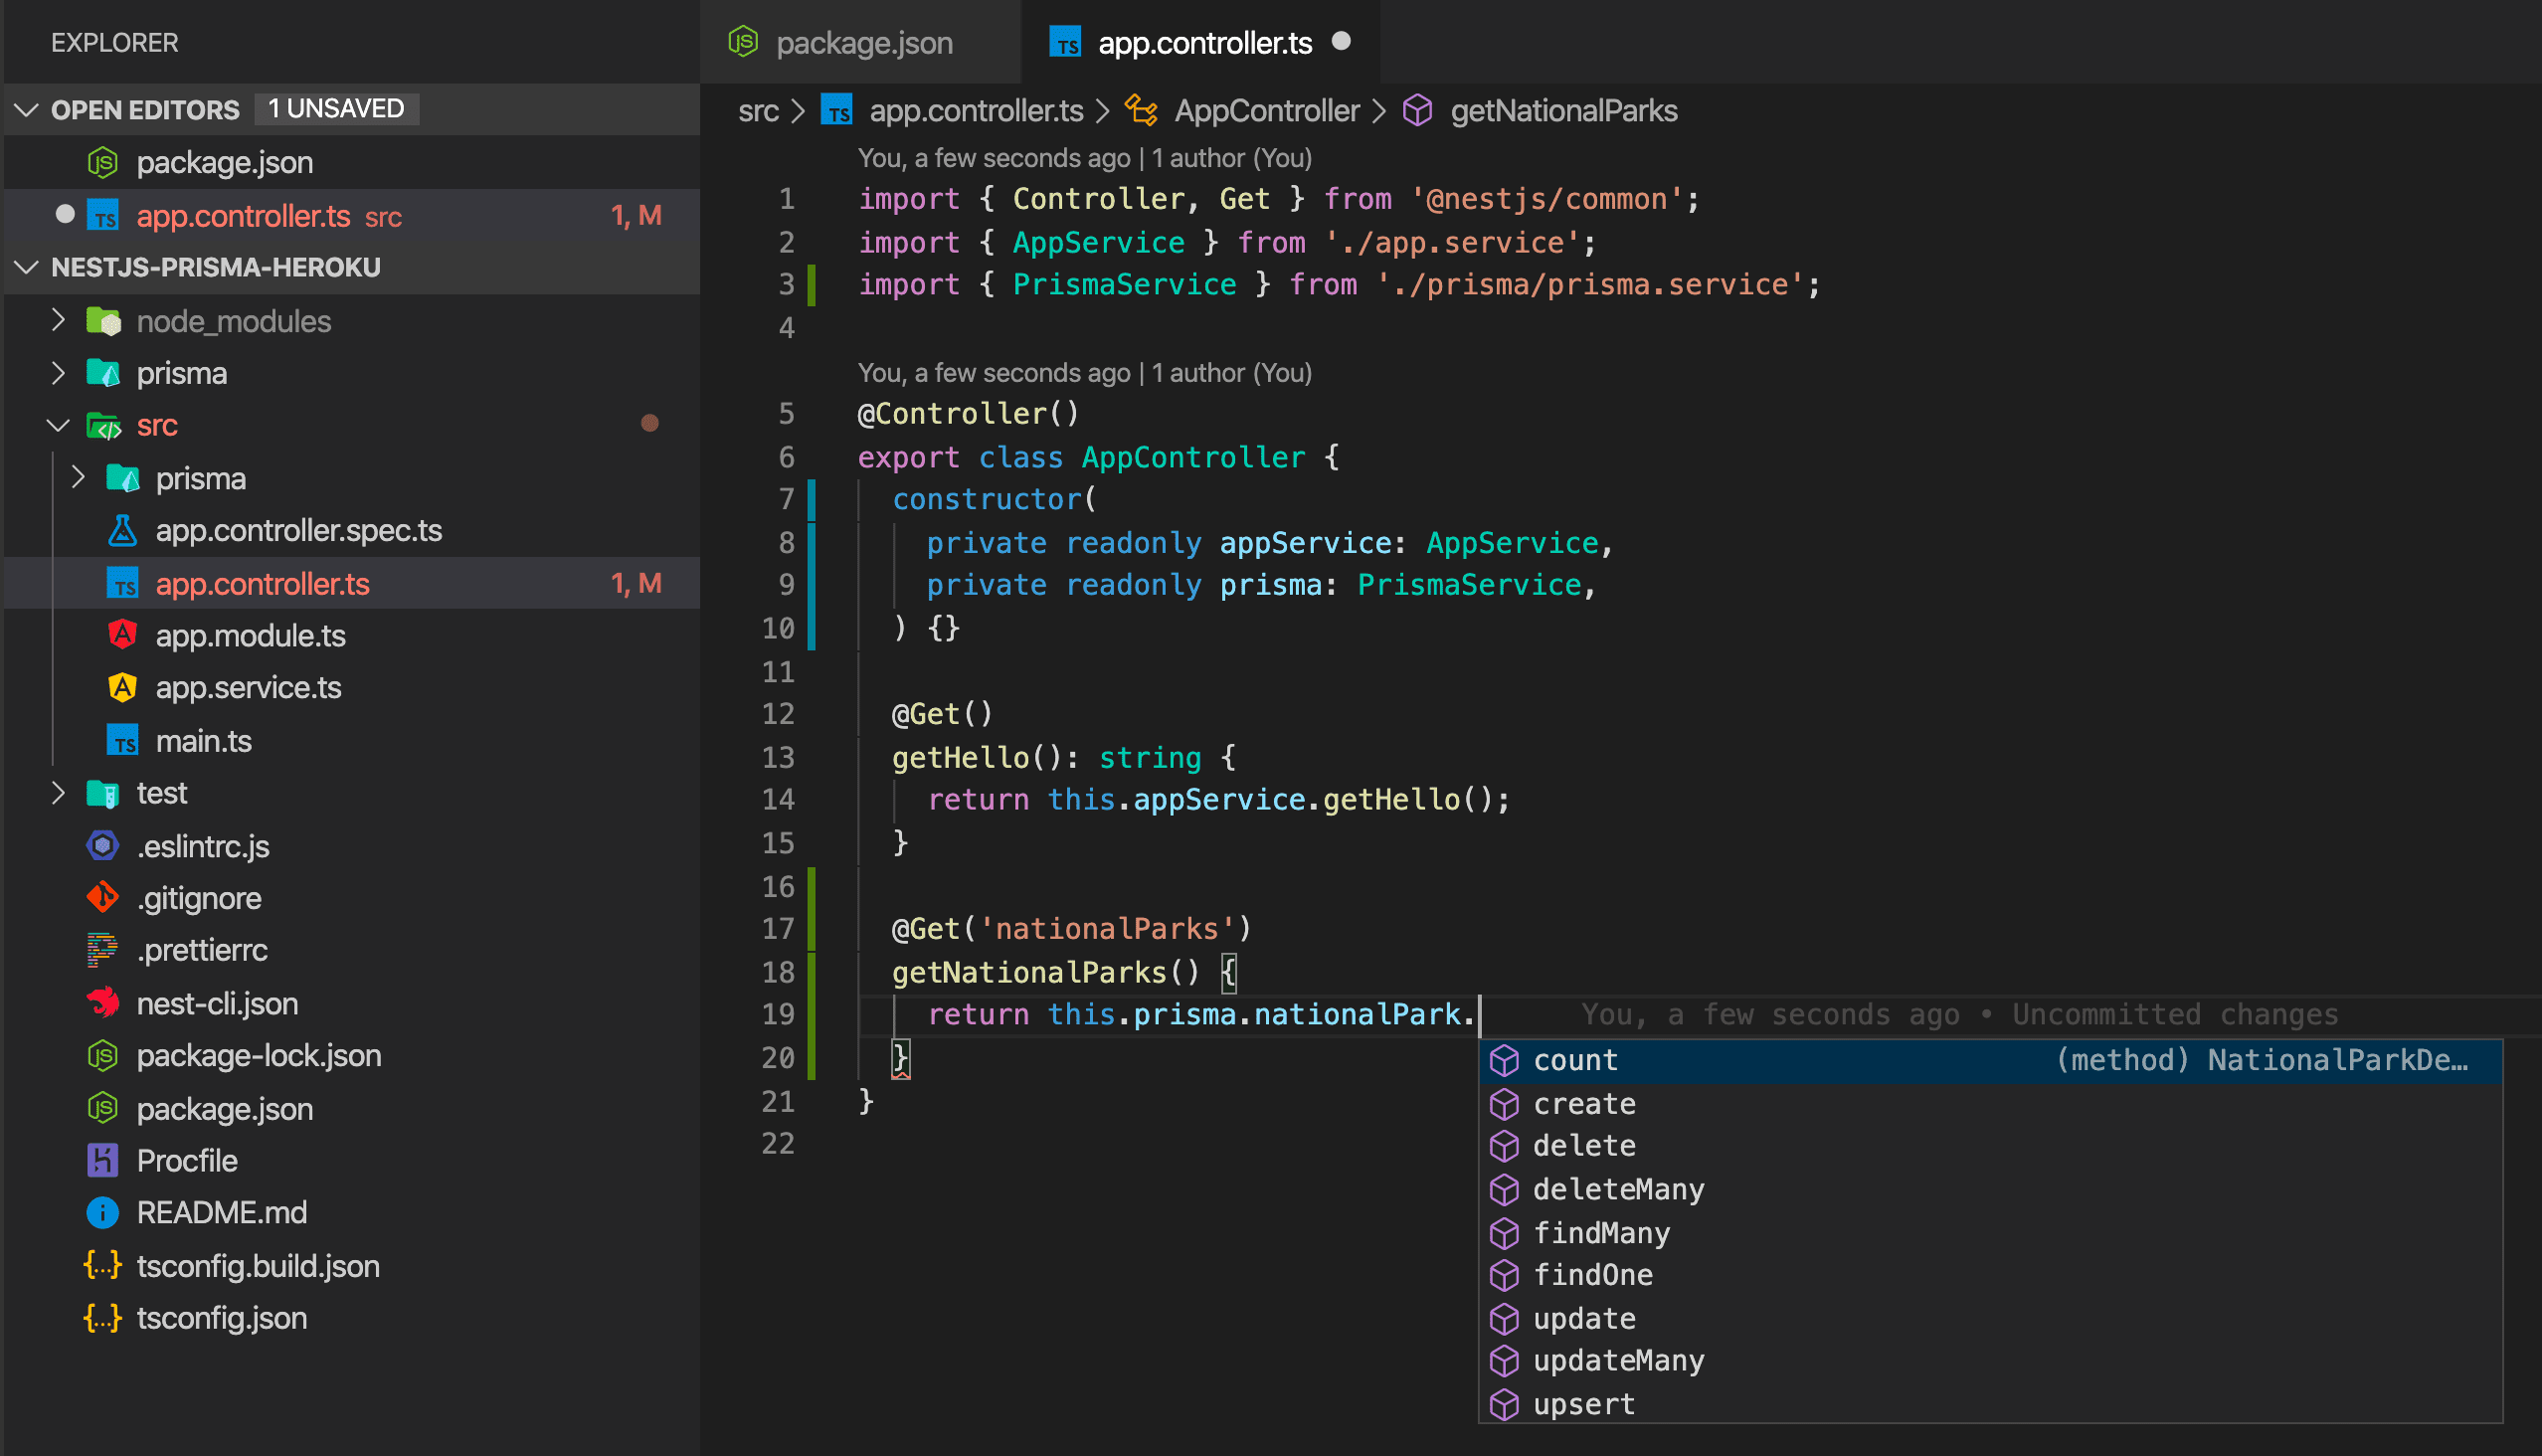 EXPLORER
OPEN EDITORS 1 UNSAVED
package.json
app.controller.ts src 1, M
NESTJS-PRISMA-HEROKU
node_modules
prisma
src
prisma
app.controller.spec.ts
app.controller.ts 1, M
app.module.ts
app.service.ts
main.ts
test
.eslintrc.js
.gitignore
.prettierrc
nest-cli.json
package-lock.json
package.json
Procfile
README.md
tsconfig.build.json
tsconfig.json
package.json app.controller.ts
src > app.controller.ts > AppController > getNationalParks
You, a few seconds ago | 1 author (You)
1 import { Controller, Get } from '@nestjs/common';
2 import { AppService } from './app.service';
3 import { PrismaService } from './prisma/prisma.service';
4
You, a few seconds ago | 1 author (You)
5 @Controller()
6 export class AppController {
7 constructor(
8 private readonly appService: AppService,
9 private readonly prisma: PrismaService,
10 ) {}
11
12 @Get()
13 getHello(): string {
14 return this.appService.getHello();
15 }
16
17 @Get('nationalParks')
18 getNationalParks() {
19 return this.prisma.nationalPark. You, a few seconds ago • Uncommitted changes
20 }
21 }
22
count (method) NationalParkDe…
create
delete
deleteMany
findMany
findOne
update
updateMany
upsert